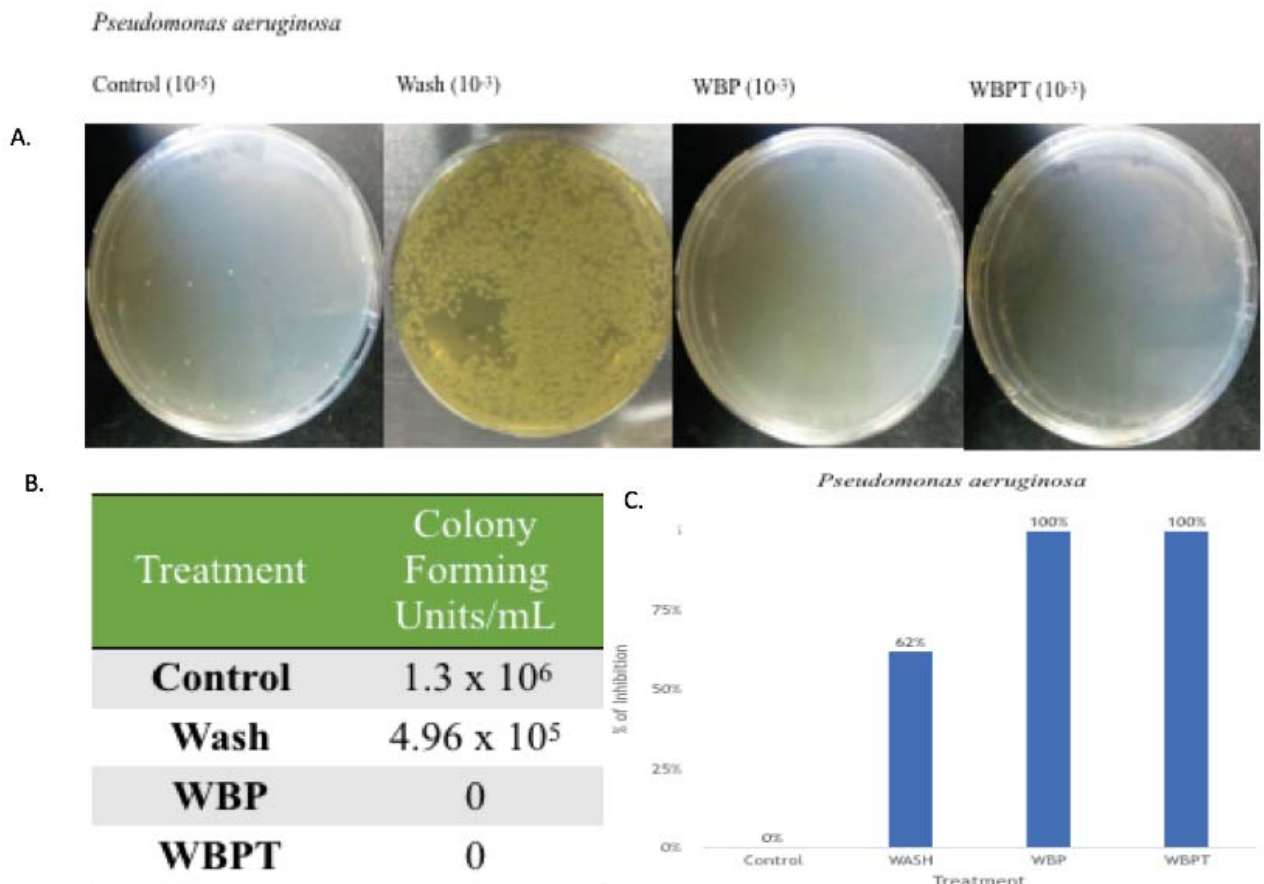 Pseudomonas aeruginosa
Control (10⁻⁵) Wash (10⁻³) WBP (10⁻³) WBPT (10⁻³)
A.
B.
Treatment Colony Forming Units/mL
Control 1.3 x 10⁶
Wash 4.96 x 10⁵
WBP 0
WBPT 0
C.
Pseudomonas aeruginosa
% of Inhibition
75%
50%
25%
0%
0%
62%
100%
100%
Control WASH WBP WBPT
Treatment